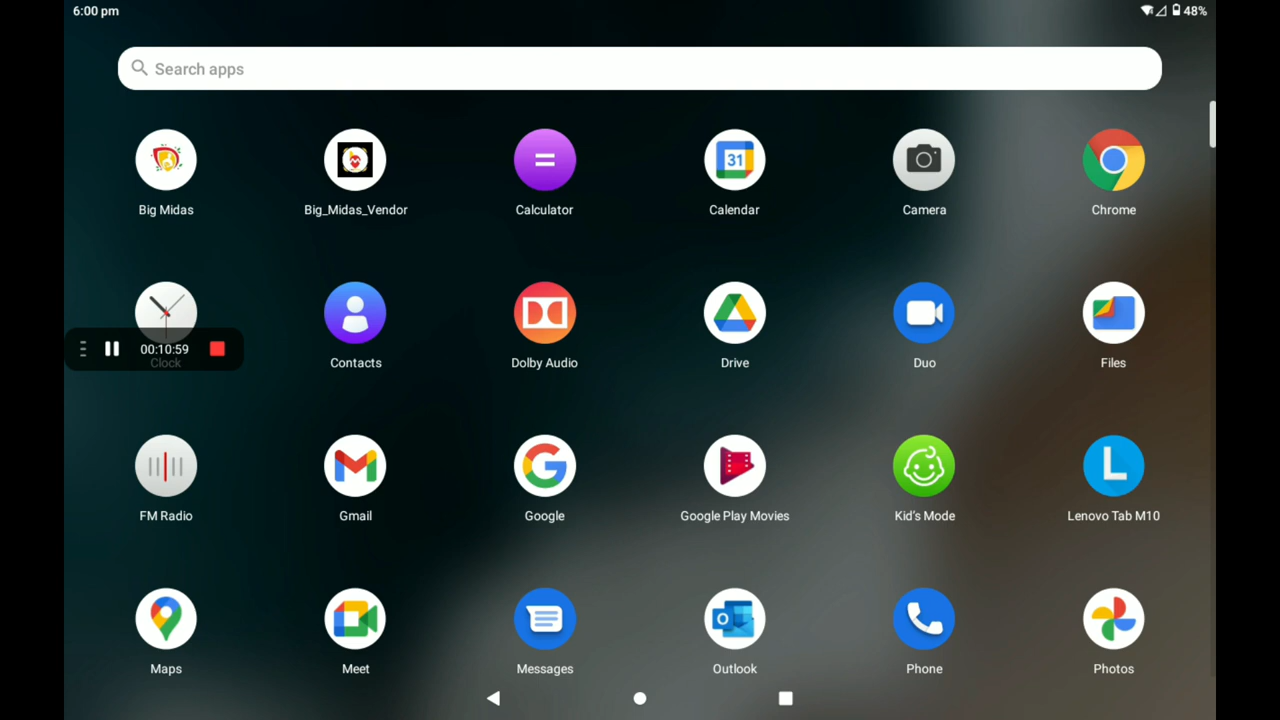 6:00 pm
48%
Search apps
31
Big Midas
Big_Midas_Vendor
Calculator
Calendar
Camera
Chrome
00:10:59
Clock
Contacts
Dolby Audio
Drive
Duo
Files
L
FM Radio
Gmail
Google
Google Play Movies
Kid's Mode
Lenovo Tab M10
Maps
Meet
Messages
Outlook
Phone
Photos